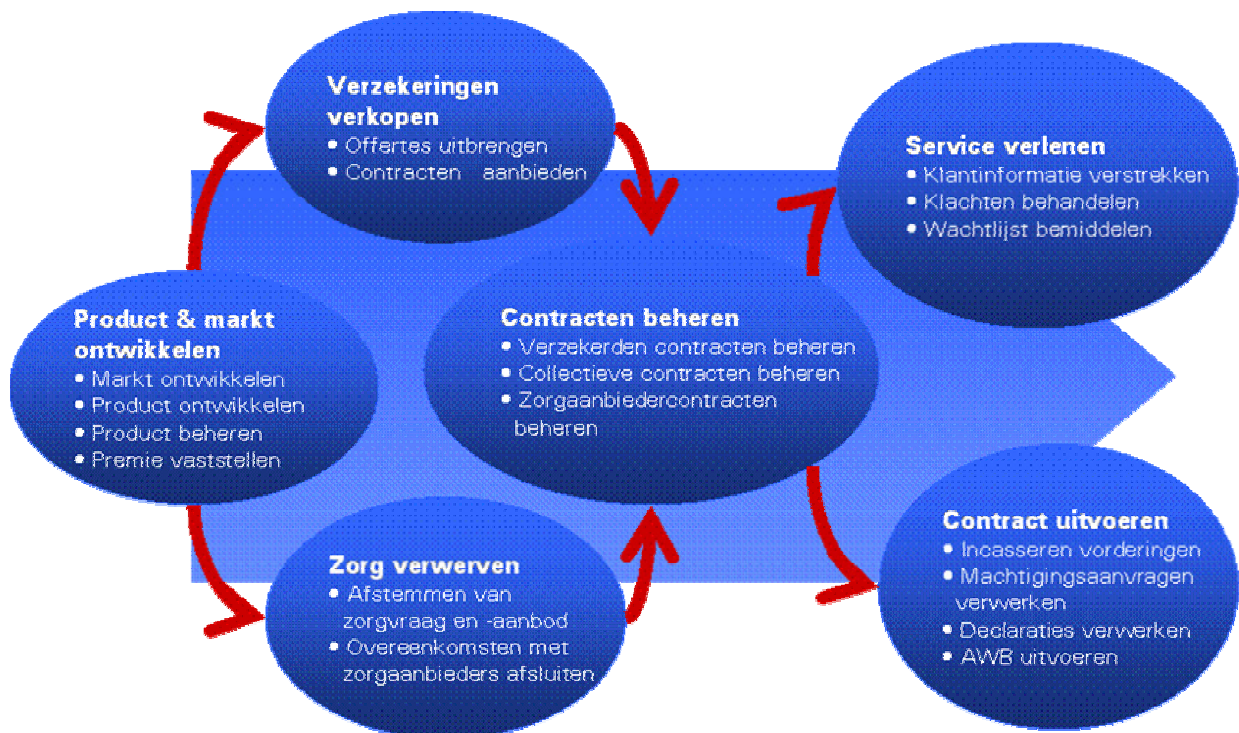 Verzekeringen
verkopen
• Offertes uitbrengen
• Contracten aanbieden
Product & markt
ontwikkelen
• Markt ontwikkelen
• Product ontwikkelen
• Product beheren
• Premie vaststellen
Zorg verwerven
• Afstemmen van
zorgvraag en -aanbod
• Overeenkomsten met
zorgaanbieders afsluiten
Contracten beheren
• Verzekerden contracten beheren
• Collectieve contracten beheren
• Zorgaanbiedercontracten
beheren
Service verlenen
• Klantinformatie verstrekken
• Klachten behandelen
• Wachtlijst bemiddelen
Contract uitvoeren
• Incasseren vorderingen
• Machtigingsaanvragen
verwerken
• Declaraties verwerken
• AWB uitvoeren